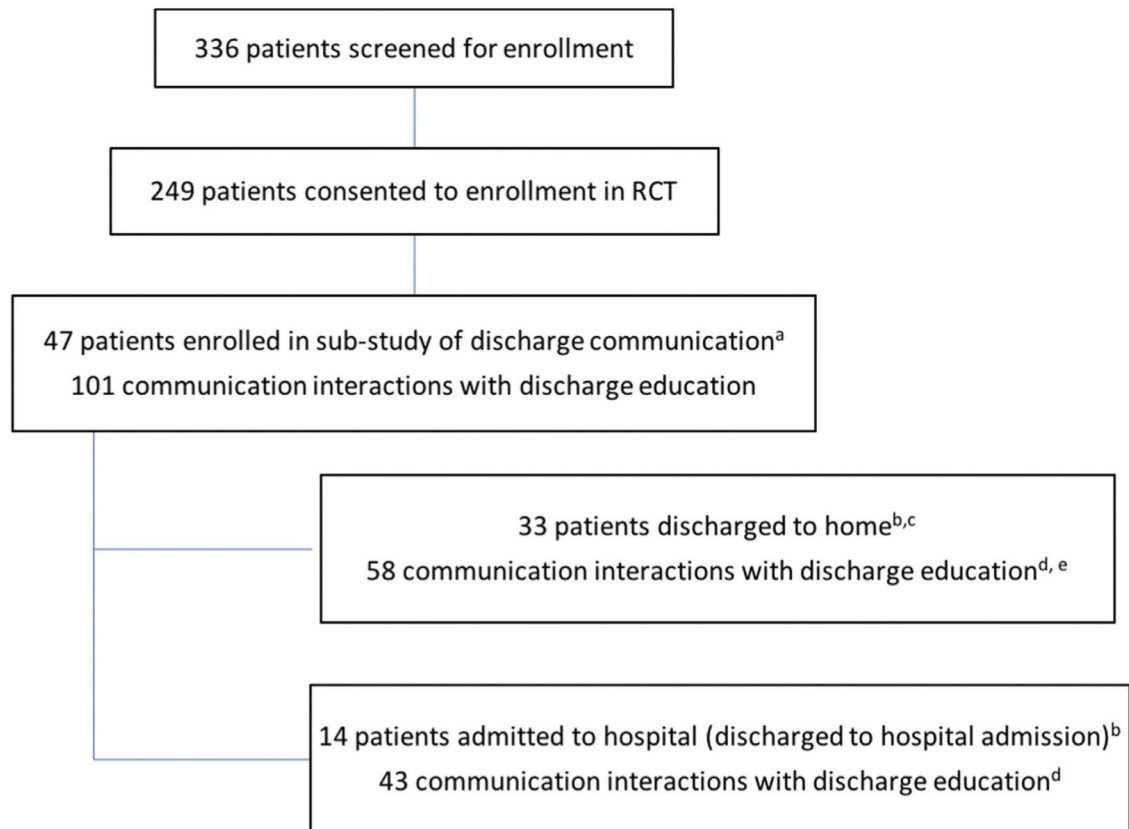 336 patients screened for enrollment
249 patients consented to enrollment in RCT
47 patients enrolled in sub-study of discharge communicationᵃ
101 communication interactions with discharge education
33 patients discharged to homeᵇ,ᶜ
58 communication interactions with discharge educationᵈ, ᵉ
14 patients admitted to hospital (discharged to hospital admission)ᵇ
43 communication interactions with discharge educationᵈ